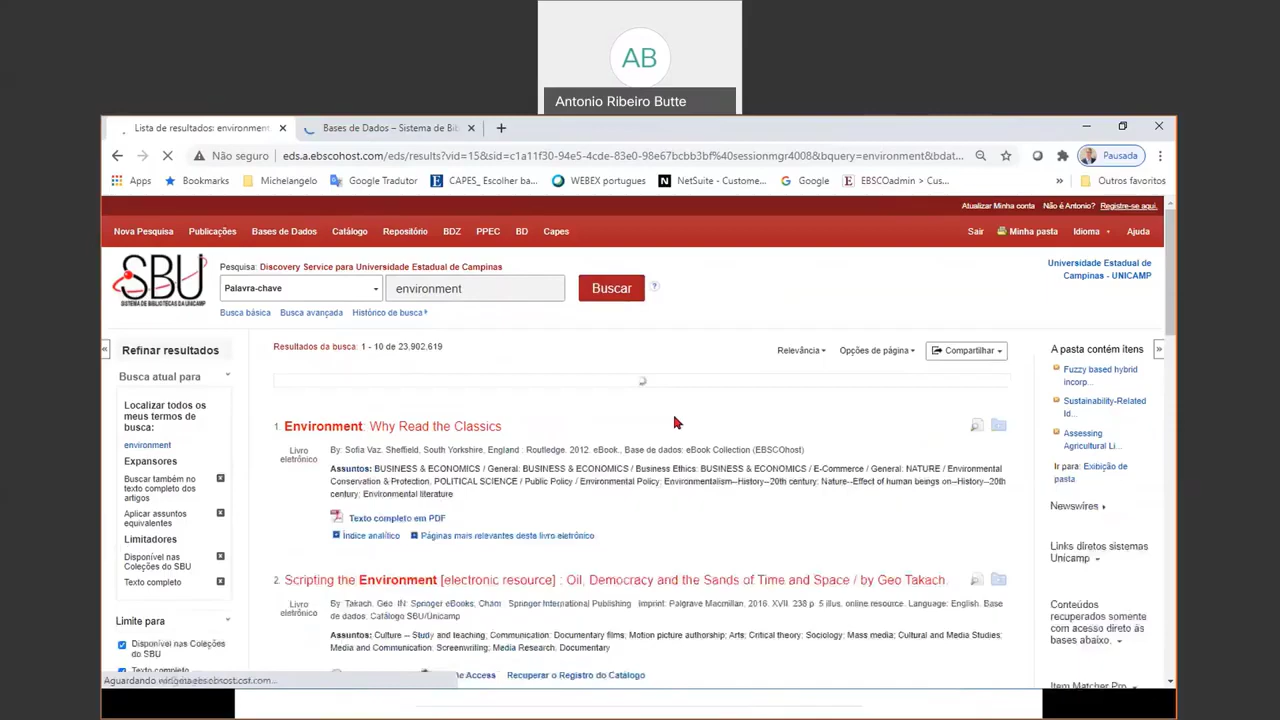 AB
Antonio Ribeiro Butte
Lista de resultados: environment
Bases de Dados – Sistema de Bib
Não seguro
eds.a.ebscohost.com/eds/results?vid=15&sid=c1a11f30-94e5-4cde-83e0-98e67bcbb3bf%40sessionmgr4008&bquery=environment&bdat...
Pausada
Apps
Bookmarks
Michelangelo
Google Tradutor
CAPES_ Escolher ba...
WEBEX portugues
NetSuite - Custome...
Google
EBSCOadmin > Cus...
»
Outros favoritos
Atualizar Minha conta Não é Antonio? Registre-se aqui.
Nova Pesquisa Publicações Bases de Dados Catálogo Repositório BDZ PPEC BD Capes
Sair Minha pasta Idioma Ajuda
SBU
SISTEMA DE BIBLIOTECAS DA UNICAMP
Pesquisa: Discovery Service para Universidade Estadual de Campinas
Palavra-chave
environment
Buscar
?
Busca básica Busca avançada Histórico da busca
Universidade Estadual de
Campinas - UNICAMP
«
Refinar resultados
Busca atual para
Localizar todos os
meus termos de
busca:
environment
Expansores
Buscar também no
texto completo dos
artigos
Aplicar assuntos
equivalentes
Limitadores
Disponível nas
Coleções do SBU
Texto completo
Limite para
Disponível nas Coleções
do SBU
Texto completo
Aguardando widgets.ebscohost.com...
Resultados da busca: 1 - 10 de 23.902.619
Relevância Opções de página Compartilhar
1. Environment: Why Read the Classics
Livro
eletrônico
By: Sofia Vaz. Sheffield, South Yorkshire, England : Routledge. 2012. eBook., Base de dados: eBook Collection (EBSCOhost)
Assuntos: BUSINESS & ECONOMICS / General; BUSINESS & ECONOMICS / Business Ethics; BUSINESS & ECONOMICS / E-Commerce / General; NATURE / Environmental
Conservation & Protection; POLITICAL SCIENCE / Public Policy / Environmental Policy; Environmentalism--History--20th century; Nature--Effect of human beings on--History--20th
century; Environmental literature
Texto completo em PDF
Índice analítico Páginas mais relevantes deste livro eletrônico
2. Scripting the Environment [electronic resource] : Oil, Democracy and the Sands of Time and Space / by Geo Takach.
Livro
eletrônico
By: Takach, Geo. IN: Springer eBooks, Cham : Springer International Publishing : Imprint: Palgrave Macmillan, 2016. XVII, 238 p. 5 illus. online resource. Language: English, Base
de dados: Catálogo SBU/Unicamp
Assuntos: Culture -- Study and teaching; Communication; Documentary films; Motion picture authorship; Arts; Critical theory; Sociology; Mass media; Cultural and Media Studies;
Media and Communication; Screenwriting; Media Research; Documentary
Access Recuperar o Registro do Catálogo
A pasta contém itens
»
Fuzzy based hybrid
incorp...
Sustainability-Related
Id...
Assessing
Agricultural Li...
Ir para: Exibição de
pasta
Newswires
Links diretos sistemas
Unicamp
Conteúdos
recuperados somente
com acesso direto às
bases abaixo.
Item Matcher Pro